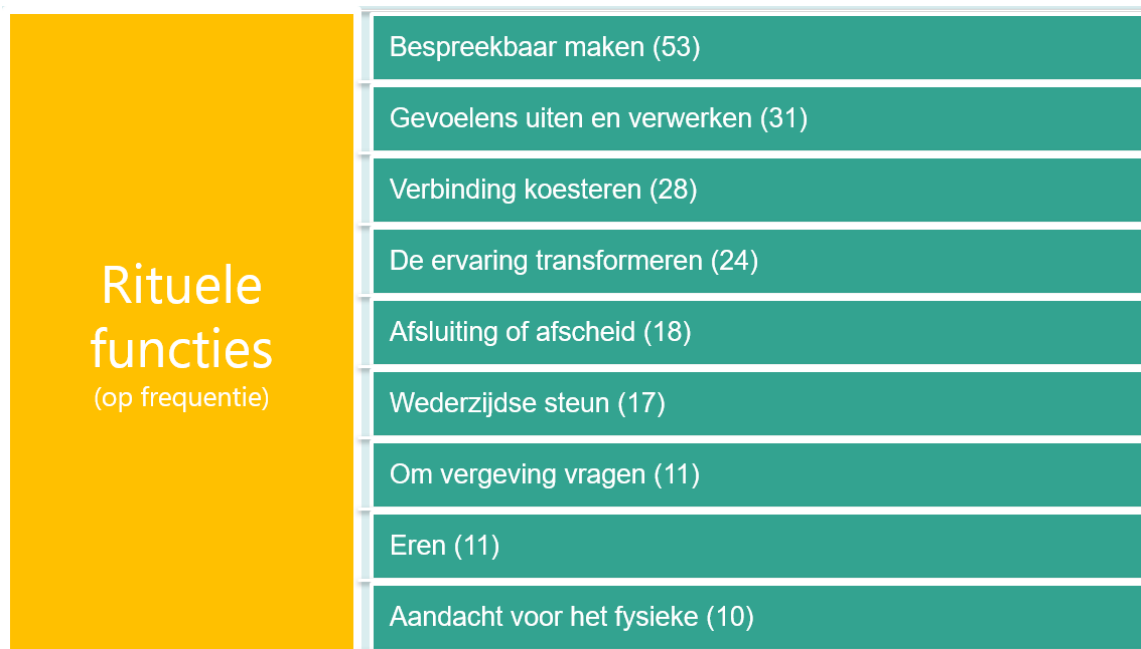 Rituele
functies
(op frequentie)
Bespreekbaar maken (53)
Gevoelens uiten en verwerken (31)
Verbinding koesteren (28)
De ervaring transformeren (24)
Afsluiting of afscheid (18)
Wederzijdse steun (17)
Om vergeving vragen (11)
Eren (11)
Aandacht voor het fysieke (10)